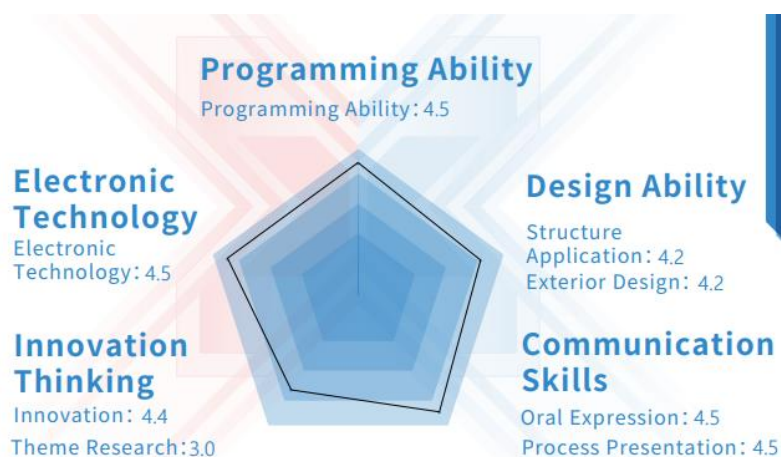 Programming Ability
Programming Ability: 4.5
Electronic
Technology
Electronic
Technology: 4.5
Design Ability
Structure
Application: 4.2
Exterior Design: 4.2
Innovation
Thinking
Innovation: 4.4
Theme Research:3.0
Communication
Skills
Oral Expression: 4.5
Process Presentation: 4.5